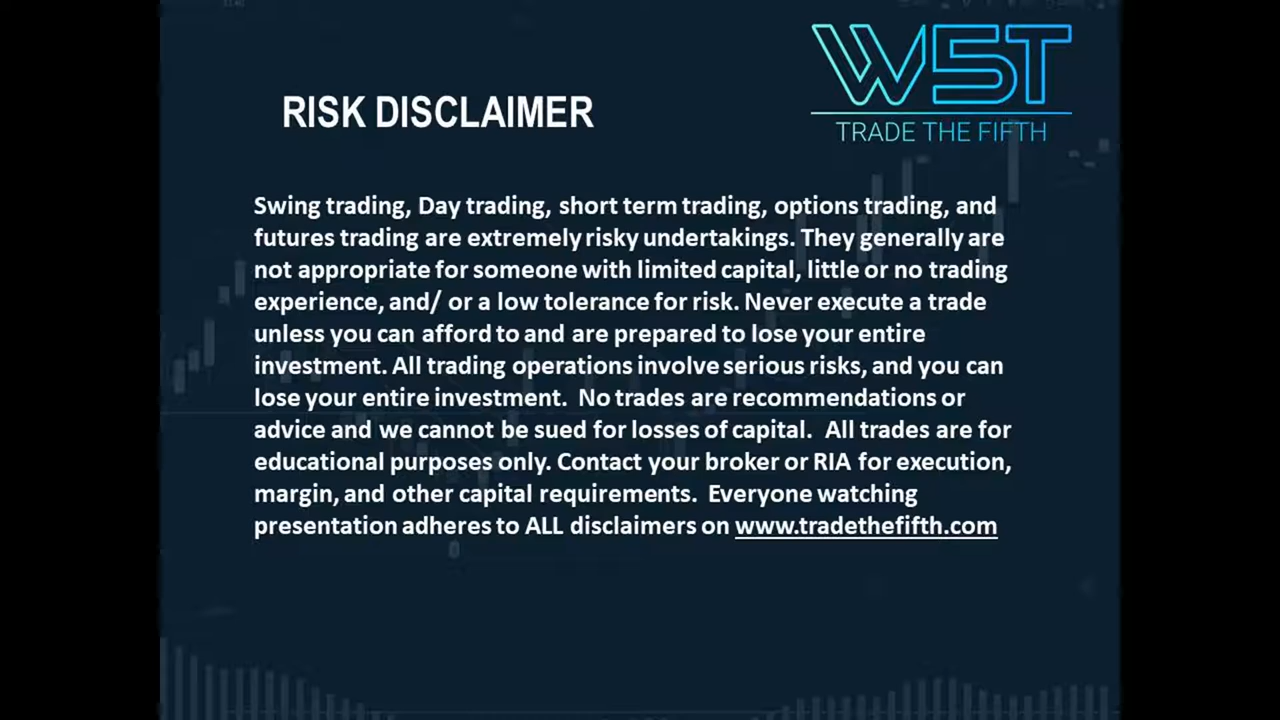 W5T
TRADE THE FIFTH
RISK DISCLAIMER
Swing trading, Day trading, short term trading, options trading, and
futures trading are extremely risky undertakings. They generally are
not appropriate for someone with limited capital, little or no trading
experience, and/ or a low tolerance for risk. Never execute a trade
unless you can afford to and are prepared to lose your entire
investment. All trading operations involve serious risks, and you can
lose your entire investment.  No trades are recommendations or
advice and we cannot be sued for losses of capital.  All trades are for
educational purposes only. Contact your broker or RIA for execution,
margin, and other capital requirements.  Everyone watching
presentation adheres to ALL disclaimers on www.tradethefifth.com